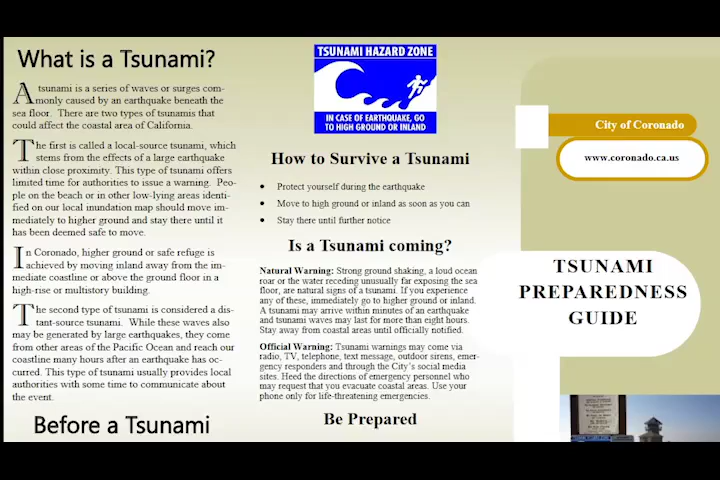 What is a Tsunami?
A tsunami is a series of waves or surges com-
monly caused by an earthquake beneath the
sea floor. There are two types of tsunamis that
could affect the coastal area of California.
The first is called a local-source tsunami, which
stems from the effects of a large earthquake
within close proximity. This type of tsunami offers
limited time for authorities to issue a warning. Peo-
ple on the beach or in other low-lying areas identi-
fied on our local inundation map should move im-
mediately to higher ground and stay there until it
has been deemed safe to move.
In Coronado, higher ground or safe refuge is
achieved by moving inland away from the im-
mediate coastline or above the ground floor in a
high-rise or multistory building.
The second type of tsunami is considered a dis-
tant-source tsunami. While these waves also
may be generated by large earthquakes, they come
from other areas of the Pacific Ocean and reach our
coastline many hours after an earthquake has oc-
curred. This type of tsunami usually provides local
authorities with some time to communicate about
the event.
Before a Tsunami
TSUNAMI HAZARD ZONE
IN CASE OF EARTHQUAKE, GO
TO HIGH GROUND OR INLAND
How to Survive a Tsunami
• Protect yourself during the earthquake
• Move to high ground or inland as soon as you can
• Stay there until further notice
Is a Tsunami coming?
Natural Warning: Strong ground shaking, a loud ocean
roar or the water receding unusually far exposing the sea
floor, are natural signs of a tsunami. If you experience
any of these, immediately go to higher ground or inland.
A tsunami may arrive within minutes of an earthquake
and tsunami waves may last for more than eight hours.
Stay away from coastal areas until officially notified.
Official Warning: Tsunami warnings may come via
radio, TV, telephone, text message, outdoor sirens, emer-
gency responders and through the City's social media
sites. Heed the directions of emergency personnel who
may request that you evacuate coastal areas. Use your
phone only for life-threatening emergencies.
Be Prepared
City of Coronado
www.coronado.ca.us
TSUNAMI
PREPAREDNESS
GUIDE